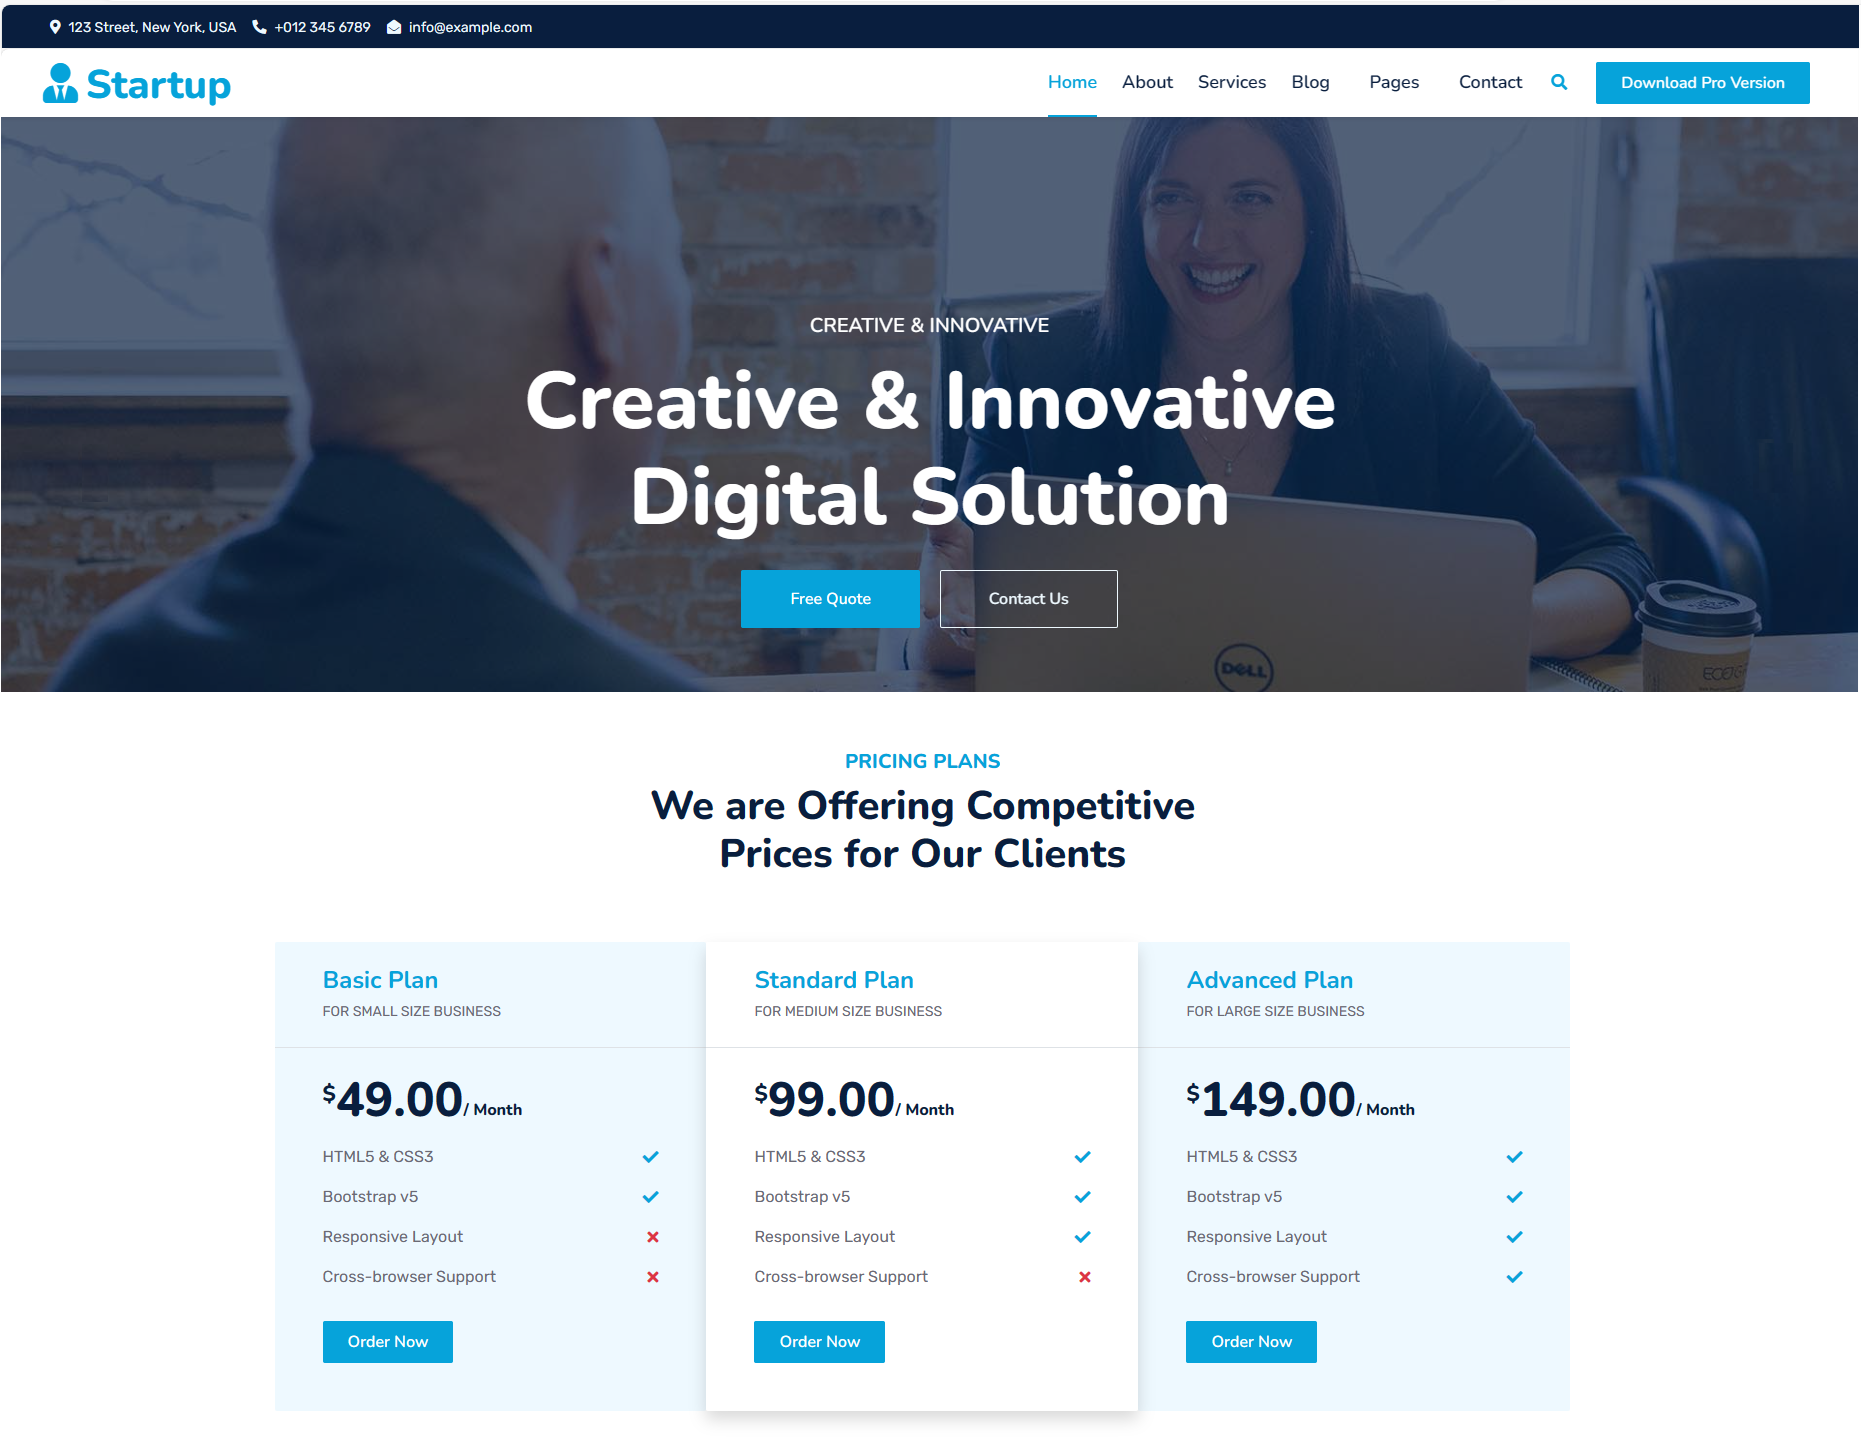 123 Street, New York, USA +012 345 6789 info@example.com
Startup
Home About Services Blog Pages Contact Download Pro Version
CREATIVE & INNOVATIVE
Creative & Innovative
Digital Solution
Free Quote Contact Us
DELL
PRICING PLANS
We are Offering Competitive
Prices for Our Clients
Basic Plan
FOR SMALL SIZE BUSINESS
$49.00/ Month
HTML5 & CSS3
Bootstrap v5
Responsive Layout
Cross-browser Support
Order Now
Standard Plan
FOR MEDIUM SIZE BUSINESS
$99.00/ Month
HTML5 & CSS3
Bootstrap v5
Responsive Layout
Cross-browser Support
Order Now
Advanced Plan
FOR LARGE SIZE BUSINESS
$149.00/ Month
HTML5 & CSS3
Bootstrap v5
Responsive Layout
Cross-browser Support
Order Now